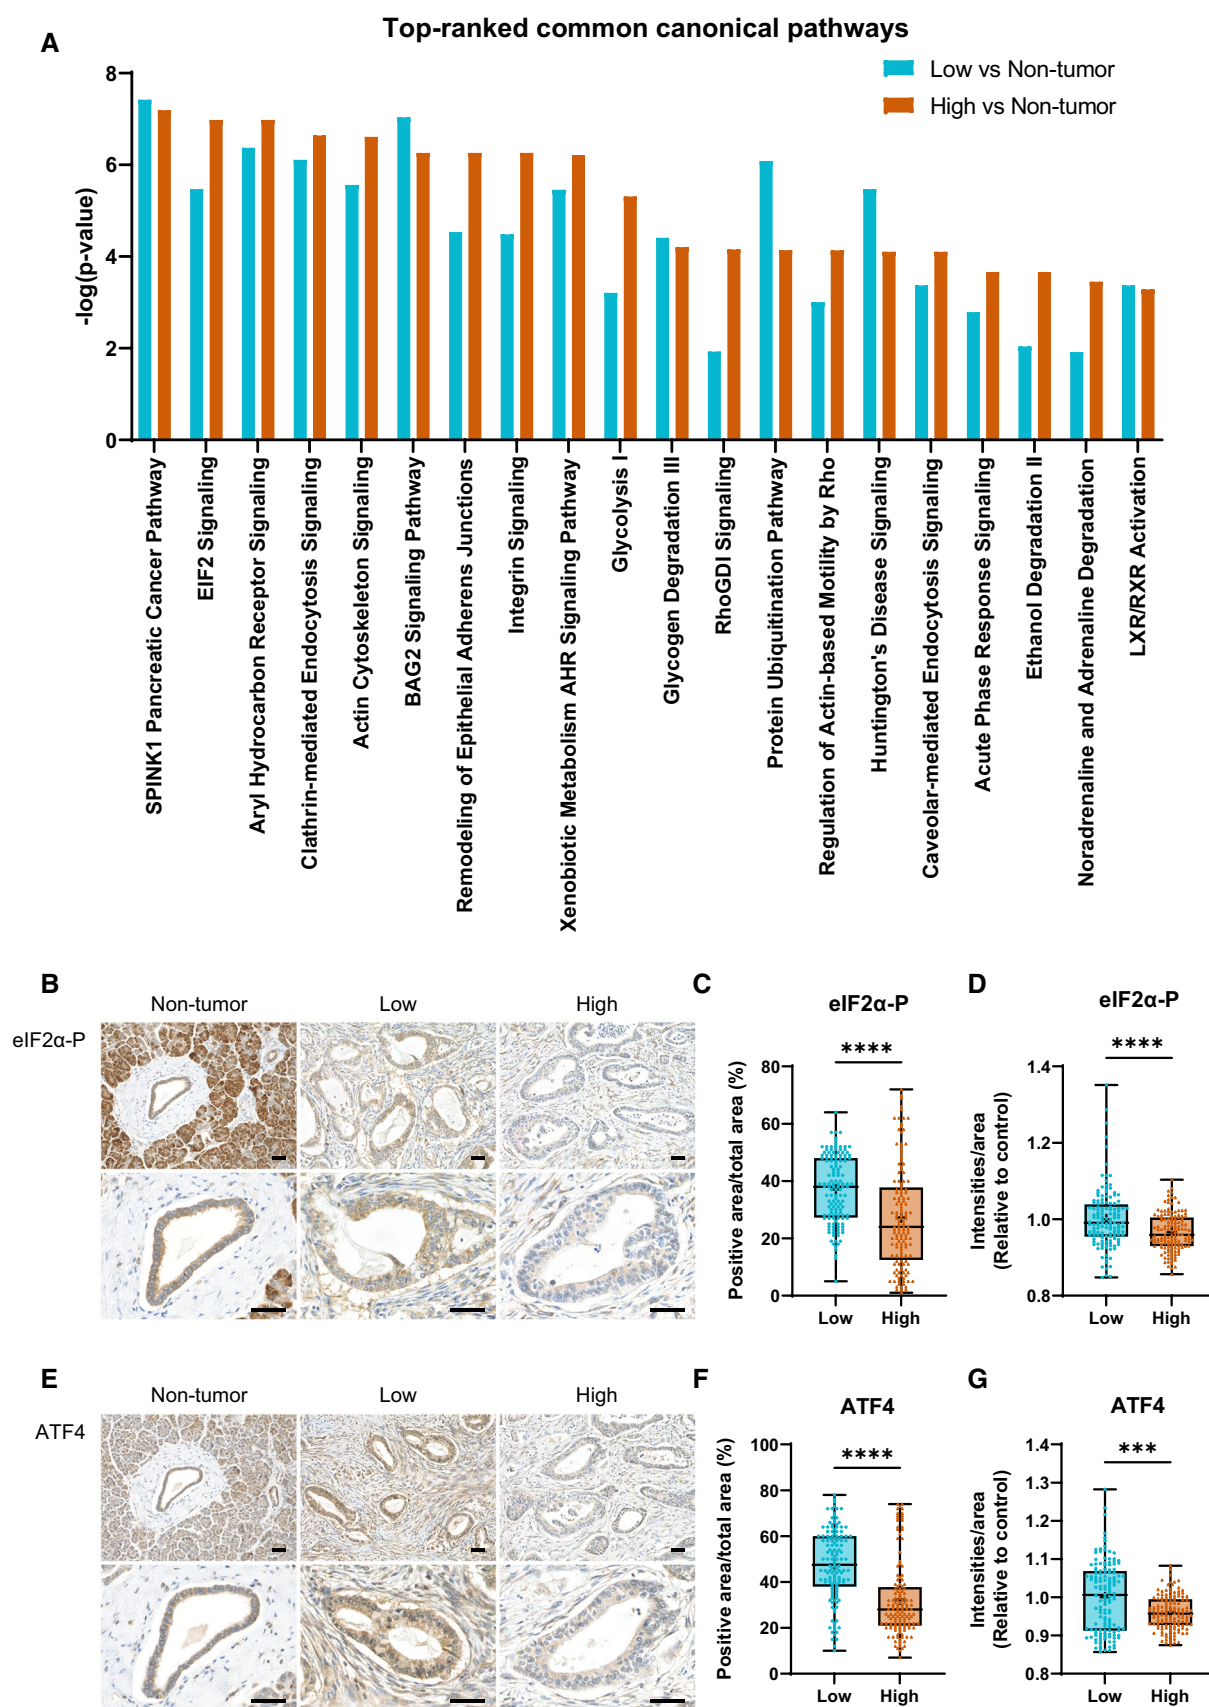 A
Top-ranked common canonical pathways
Low vs Non-tumor
High vs Non-tumor
-log(p-value)
8
6
4
2
0
SPINK1 Pancreatic Cancer Pathway
EIF2 Signaling
Aryl Hydrocarbon Receptor Signaling
Clathrin-mediated Endocytosis Signaling
Actin Cytoskeleton Signaling
BAG2 Signaling Pathway
Remodeling of Epithelial Adherens Junctions
Integrin Signaling
Xenobiotic Metabolism AHR Signaling Pathway
Glycolysis I
Glycogen Degradation III
RhoGDI Signaling
Protein Ubiquitination Pathway
Regulation of Actin-based Motility by Rho
Huntington's Disease Signaling
Caveolar-mediated Endocytosis Signaling
Acute Phase Response Signaling
Ethanol Degradation II
Noradrenaline and Adrenaline Degradation
LXR/RXR Activation
B
Non-tumor Low High
eIF2α-P
C
eIF2α-P
****
Positive area/total area (%)
80
60
40
20
0
Low High
D
eIF2α-P
****
Intensities/area
(Relative to control)
1.4
1.2
1.0
0.8
Low High
E
Non-tumor Low High
ATF4
F
ATF4
****
Positive area/total area (%)
100
80
60
40
20
0
Low High
G
ATF4
***
Intensities/area
(Relative to control)
1.4
1.3
1.2
1.1
1.0
0.9
0.8
Low High